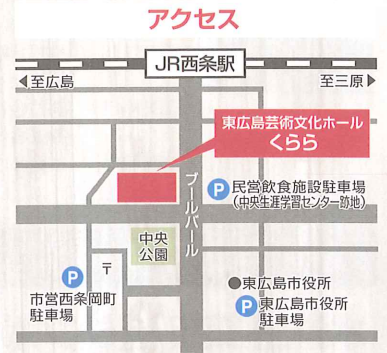 アクセス
JR西条駅
至広島
至三原
東広島芸術文化ホール
くらら
ブールバール
P 民営飲食施設駐車場
(中央生涯学習センター跡地)
中央
公園
〒
P
市営西条岡町
駐車場
東広島市役所
P 東広島市役所
駐車場